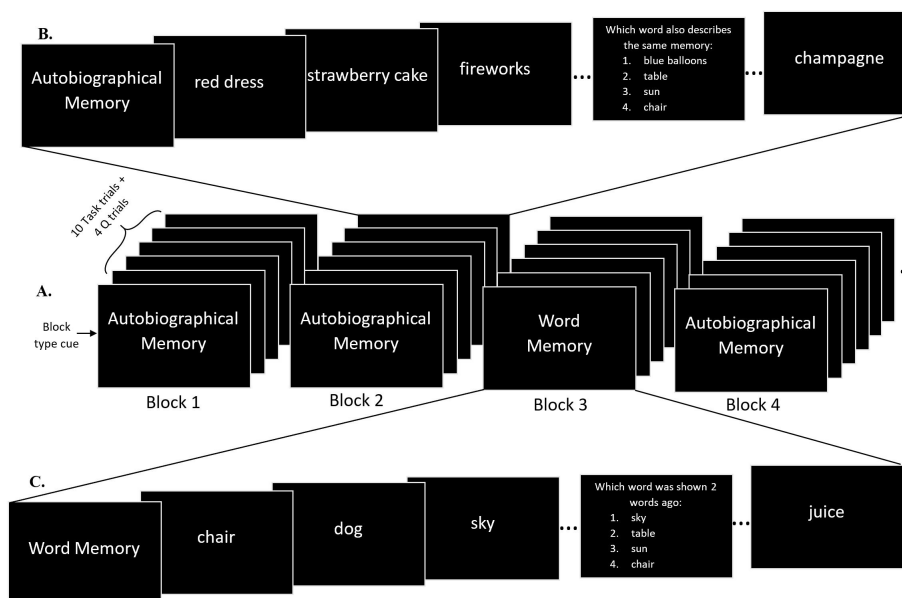 B.
Autobiographical
Memory
red dress
strawberry cake
fireworks
...
Which word also describes
the same memory:
1. blue balloons
2. table
3. sun
4. chair
...
champagne
10 Task trials +
4 Q trials
A.
Block
type cue
Autobiographical
Memory
Block 1
Autobiographical
Memory
Block 2
Word
Memory
Block 3
Autobiographical
Memory
Block 4
C.
Word Memory
chair
dog
sky
...
Which word was shown 2
words ago:
1. sky
2. table
3. sun
4. chair
...
juice